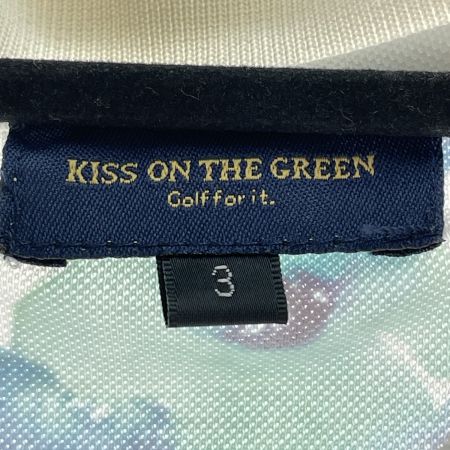 KISS ON THE GREEN
Golf for it.
3